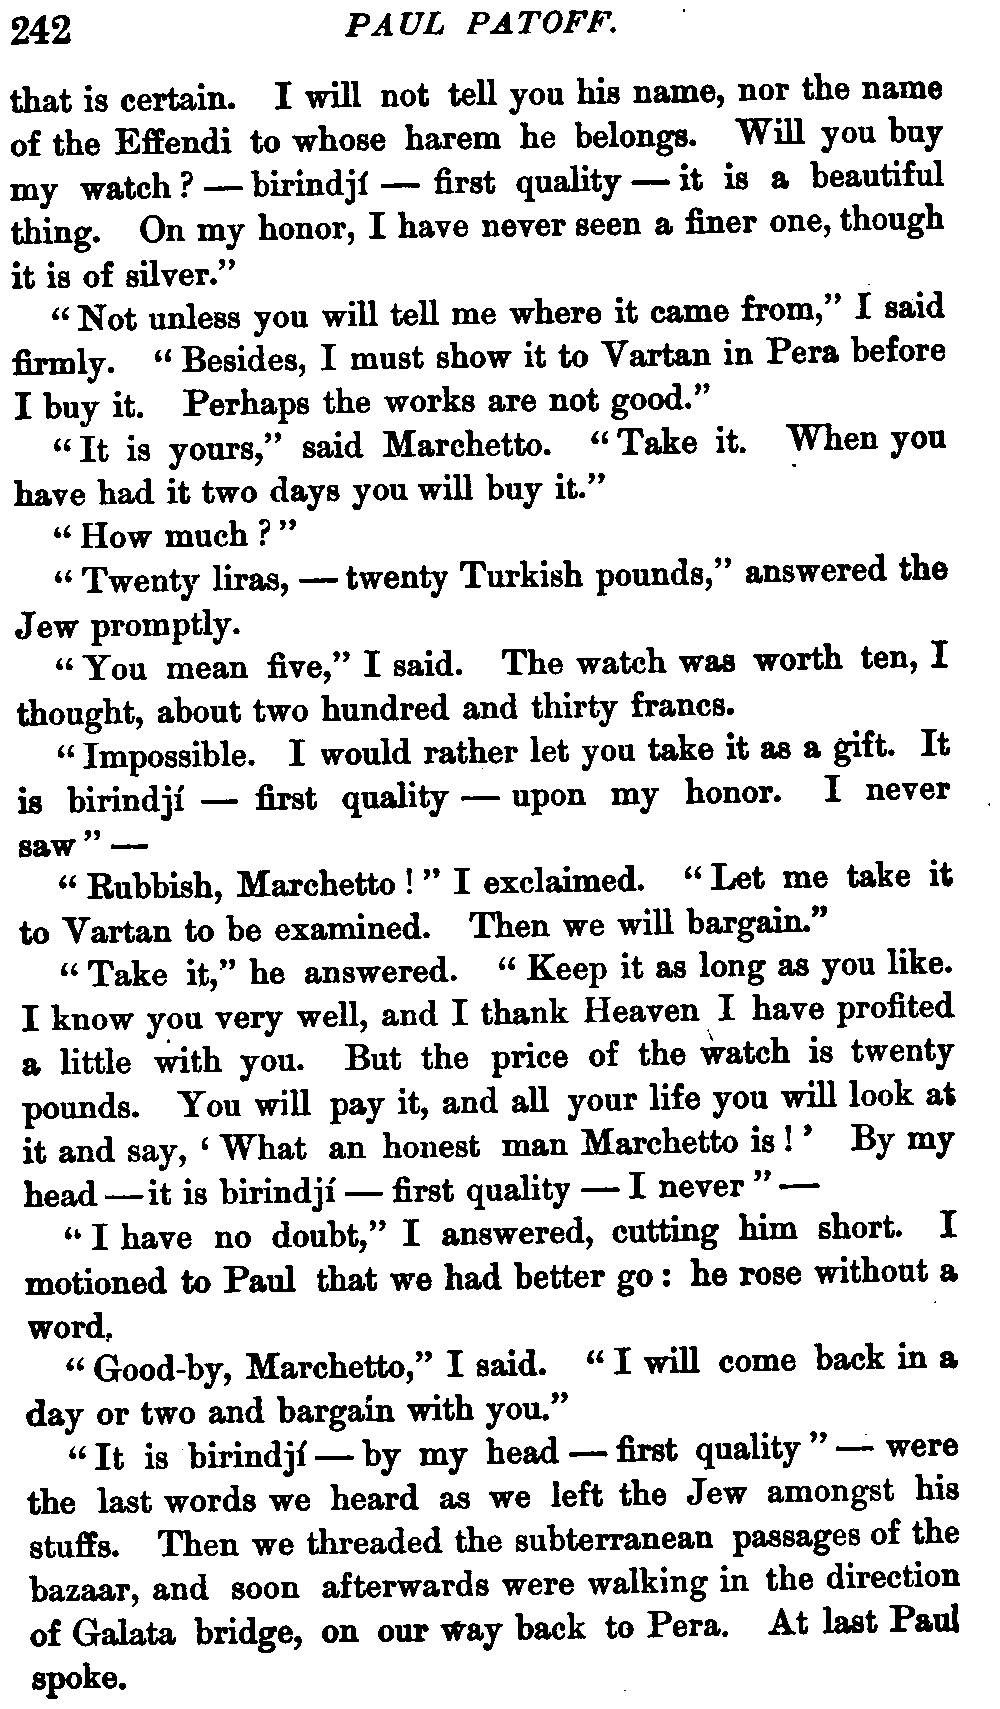 242 PAUL PATOFF.
that is certain. I will not tell you his name, nor the name
of the Effendi to whose harem he belongs. Will you buy
my watch? — birindjí — first quality — it is a beautiful
thing. On my honor, I have never seen a finer one, though
it is of silver."
"Not unless you will tell me where it came from," I said
firmly. "Besides, I must show it to Vartan in Pera before
I buy it. Perhaps the works are not good."
"It is yours," said Marchetto. "Take it. When you
have had it two days you will buy it."
"How much?"
"Twenty liras, — twenty Turkish pounds," answered the
Jew promptly.
"You mean five," I said. The watch was worth ten, I
thought, about two hundred and thirty francs.
"Impossible. I would rather let you take it as a gift. It
is birindjí — first quality — upon my honor. I never
saw" —
"Rubbish, Marchetto!" I exclaimed. "Let me take it
to Vartan to be examined. Then we will bargain."
"Take it," he answered. "Keep it as long as you like.
I know you very well, and I thank Heaven I have profited
a little with you. But the price of the watch is twenty
pounds. You will pay it, and all your life you will look at
it and say, 'What an honest man Marchetto is!' By my
head — it is birindjí — first quality — I never" —
"I have no doubt," I answered, cutting him short. I
motioned to Paul that we had better go: he rose without a
word.
"Good-by, Marchetto," I said. "I will come back in a
day or two and bargain with you."
"It is birindjí — by my head — first quality" — were
the last words we heard as we left the Jew amongst his
stuffs. Then we threaded the subterranean passages of the
bazaar, and soon afterwards were walking in the direction
of Galata bridge, on our way back to Pera. At last Paul
spoke.